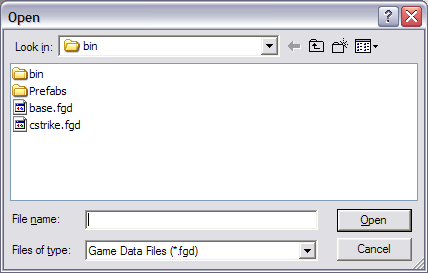 Open
Look in: bin
bin
Prefabs
base.fgd
cstrike.fgd
File name: Open
Files of type: Game Data Files (*.fgd) Cancel